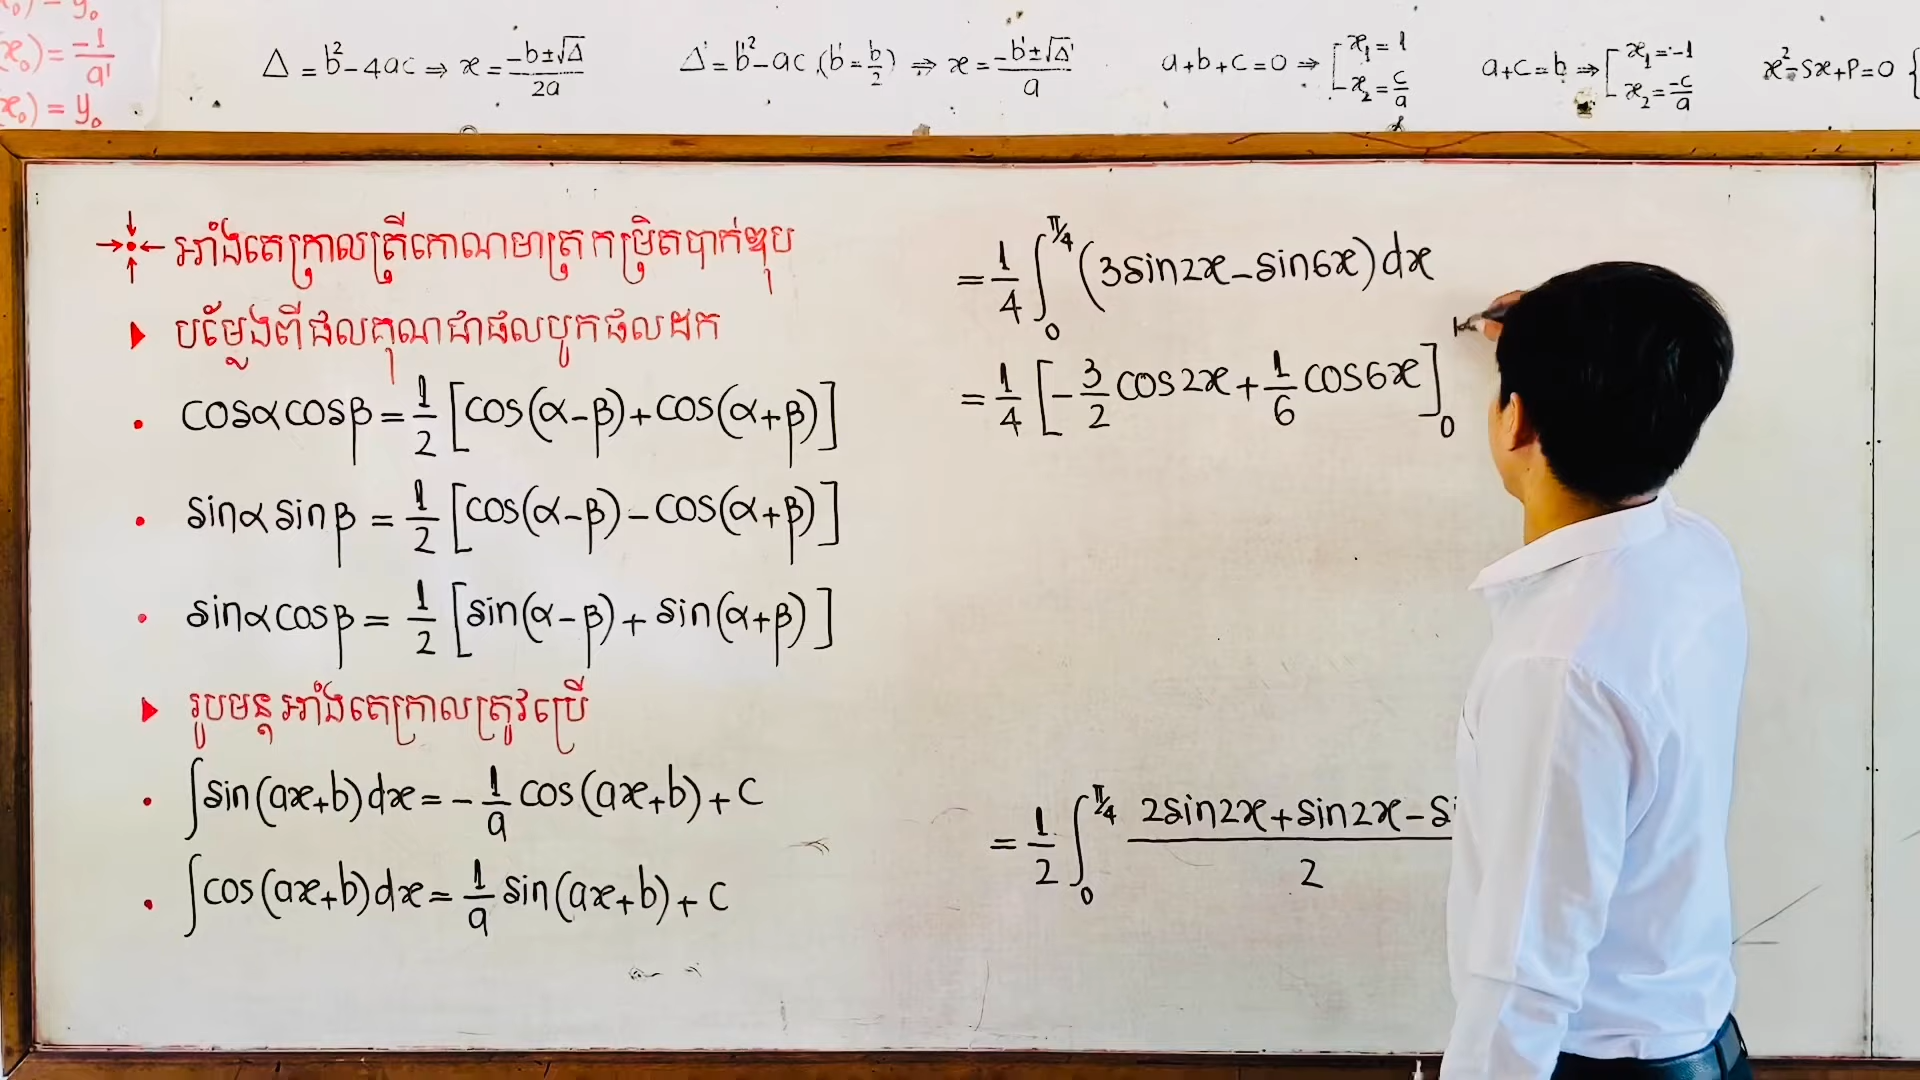 x₀) = y₀
(x₀) = -1/a'
(x₀) = y₀
Δ = b² - 4ac ⇒ x = (-b±√Δ)/2a
Δ' = b'² - ac (b' = b/2) ⇒ x = (-b'±√Δ')/a
a+b+c=0 ⇒ [x₁ = 1
x₂ = c/a
a+c=b ⇒ [x₁ = -1
x₂ = -c/a
x² - Sx + P = 0 {
អាំងតេក្រាលត្រីកោណមាត្រកម្រិតបាក់ឌុប
បម្លែងពីផលគុណជាផលបូកផលដក
• cosα cosβ = 1/2 [cos(α-β) + cos(α+β)]
• sinα sinβ = 1/2 [cos(α-β) - cos(α+β)]
• sinα cosβ = 1/2 [sin(α-β) + sin(α+β)]
រូបមន្តអាំងតេក្រាលត្រូវប្រើ
• ∫sin(ax+b)dx = -1/a cos(ax+b) + c
• ∫cos(ax+b)dx = 1/a sin(ax+b) + c
= 1/4 ∫₀^(π/4) (3sin2x - sin6x)dx
= 1/4 [-3/2 cos2x + 1/6 cos6x]₀
= 1/2 ∫₀^(π/4) (2sin2x + sin2x - s)/2